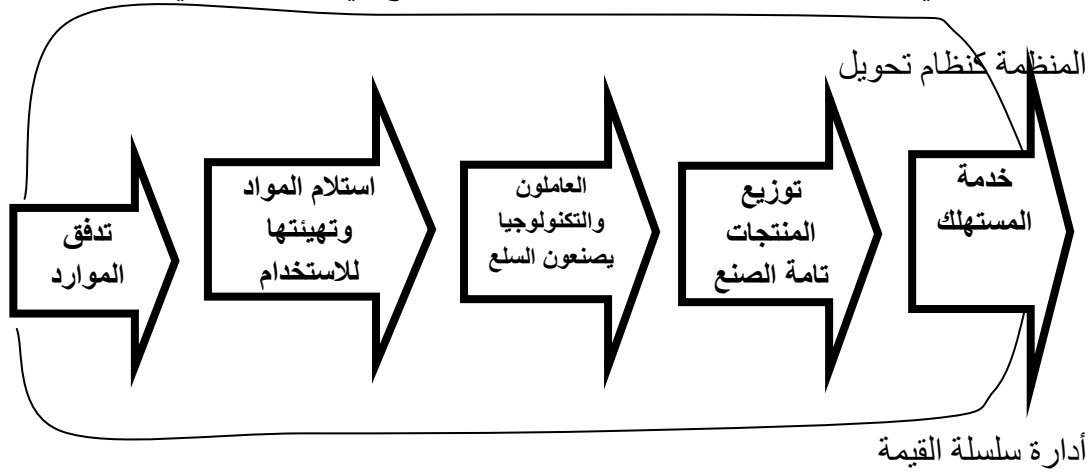 المنظمة كنظام تحويل
تدفق
الموارد
استلام المواد
وتهيئتها
للاستخدام
العاملون
والتكنولوجيا
يصنعون السلع
توزيع
المنتجات
تامة الصنع
خدمة
المستهلك
أدارة سلسلة القيمة